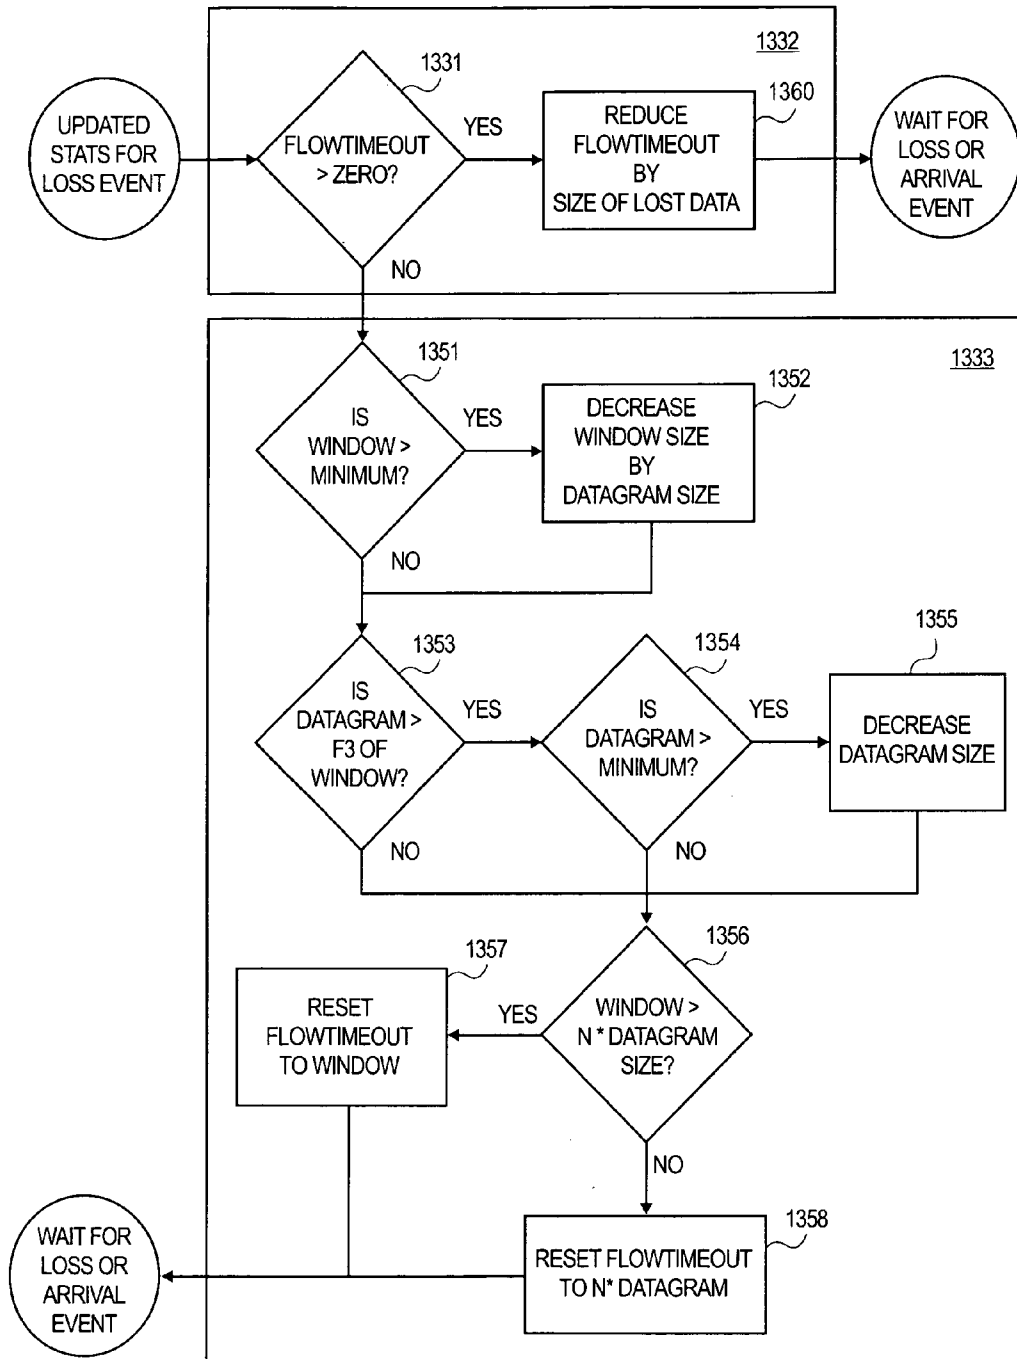 1332
1331
1360
UPDATED
STATS FOR
LOSS EVENT
FLOWTIMEOUT
> ZERO?
YES
REDUCE
FLOWTIMEOUT
BY
SIZE OF LOST DATA
WAIT FOR
LOSS OR
ARRIVAL
EVENT
NO
1333
1351
1352
IS
WINDOW >
MINIMUM?
YES
DECREASE
WINDOW SIZE
BY
DATAGRAM SIZE
NO
1353
1354
1355
IS
DATAGRAM >
F3 OF
WINDOW?
YES
IS
DATAGRAM >
MINIMUM?
YES
DECREASE
DATAGRAM SIZE
NO
NO
1356
1357
WINDOW >
N * DATAGRAM
SIZE?
YES
RESET
FLOWTIMEOUT
TO WINDOW
NO
1358
RESET FLOWTIMEOUT
TO N* DATAGRAM
WAIT FOR
LOSS OR
ARRIVAL
EVENT